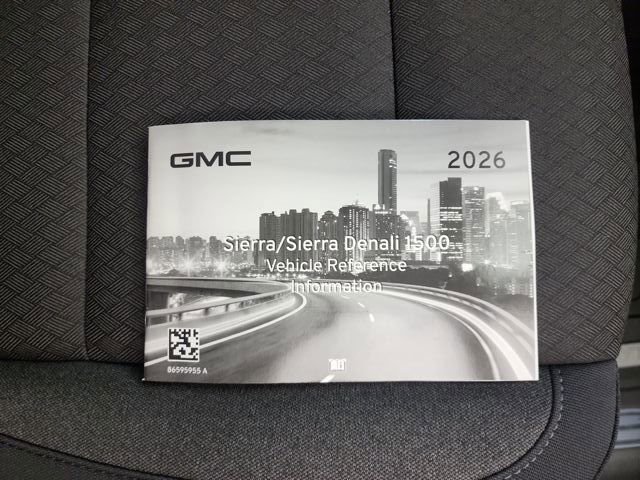 GMC
2026
Sierra/Sierra Denali 1500
Vehicle Reference
Information
86595955 A